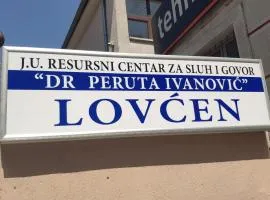 J.U. RESURSNI CENTAR ZA SLUH I GOVOR
"DR PERUTA IVANOVIĆ"
LOVĆEN